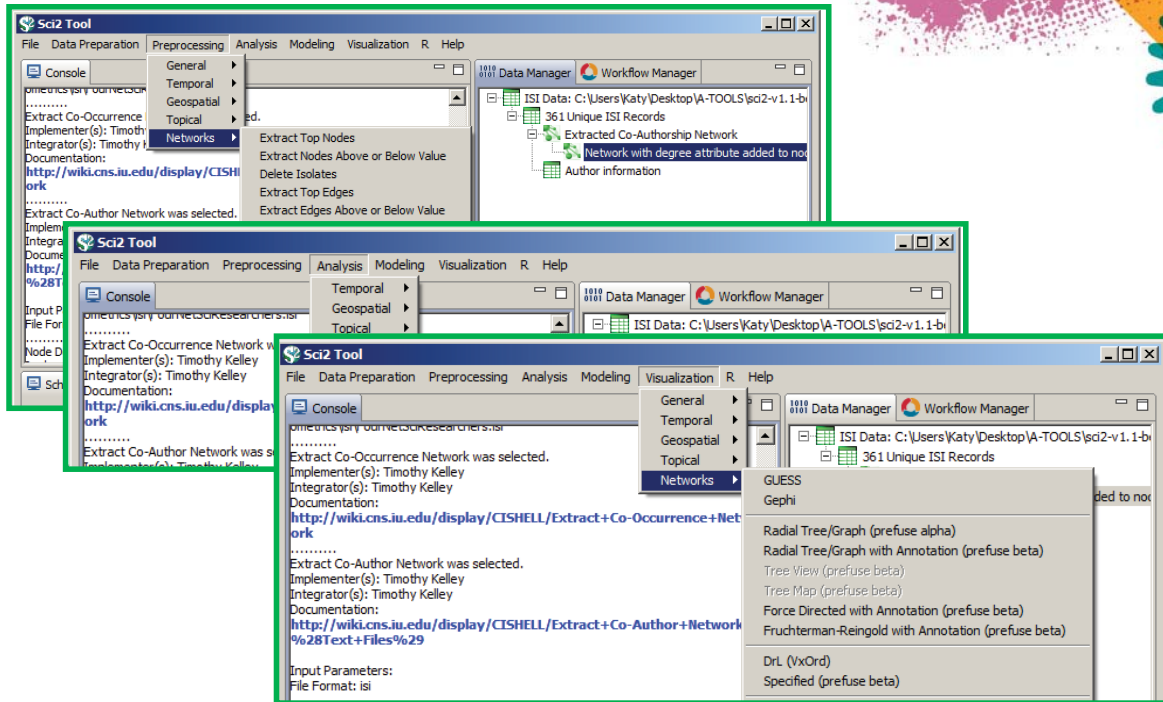 Sci2 Tool
File Data Preparation Preprocessing Analysis Modeling Visualization R Help
Console
General
Temporal
Geospatial
Topical
Networks
Extract Top Nodes
Extract Nodes Above or Below Value
Delete Isolates
Extract Top Edges
Extract Edges Above or Below Value
..........
Extract Co-Occurrence
Implementer(s): Timoth
Integrator(s): Timothy
Documentation:
http://wiki.cns.iu.edu/display/CISH
ork
..........
Extract Co-Author Network was selected.
Data Manager Workflow Manager
ISI Data: C:\Users\Katy\Desktop\A-TOOLS\sci2-v1.1-b
361 Unique ISI Records
Extracted Co-Authorship Network
Network with degree attribute added to nod
Author information
Implem
Integra
Docume
http:/
%28T
Input P
File For
..........
Node D
Sch
Sci2 Tool
File Data Preparation Preprocessing Analysis Modeling Visualization R Help
Console
Temporal
Geospatial
Topical
Data Manager Workflow Manager
ISI Data: C:\Users\Katy\Desktop\A-TOOLS\sci2-v1.1-b
..........
Extract Co-Occurrence Network w
Implementer(s): Timothy Kelley
Integrator(s): Timothy Kelley
Documentation:
http://wiki.cns.iu.edu/display
ork
..........
Extract Co-Author Network was s
Sci2 Tool
File Data Preparation Preprocessing Analysis Modeling Visualization R Help
Console
General
Temporal
Geospatial
Topical
Networks
GUESS
Gephi
Radial Tree/Graph (prefuse alpha)
Radial Tree/Graph with Annotation (prefuse beta)
Tree View (prefuse beta)
Tree Map (prefuse beta)
Force Directed with Annotation (prefuse beta)
Fruchterman-Reingold with Annotation (prefuse beta)
DrL (VxOrd)
Specified (prefuse beta)
Data Manager Workflow Manager
ISI Data: C:\Users\Katy\Desktop\A-TOOLS\sci2-v1.1-b
361 Unique ISI Records
ded to nod
..........
Extract Co-Occurrence Network was selected.
Implementer(s): Timothy Kelley
Integrator(s): Timothy Kelley
Documentation:
http://wiki.cns.iu.edu/display/CISHELL/Extract+Co-Occurrence+Net
ork
..........
Extract Co-Author Network was selected.
Implementer(s): Timothy Kelley
Integrator(s): Timothy Kelley
Documentation:
http://wiki.cns.iu.edu/display/CISHELL/Extract+Co-Author+Network
%28Text+Files%29
Input Parameters:
File Format: isi